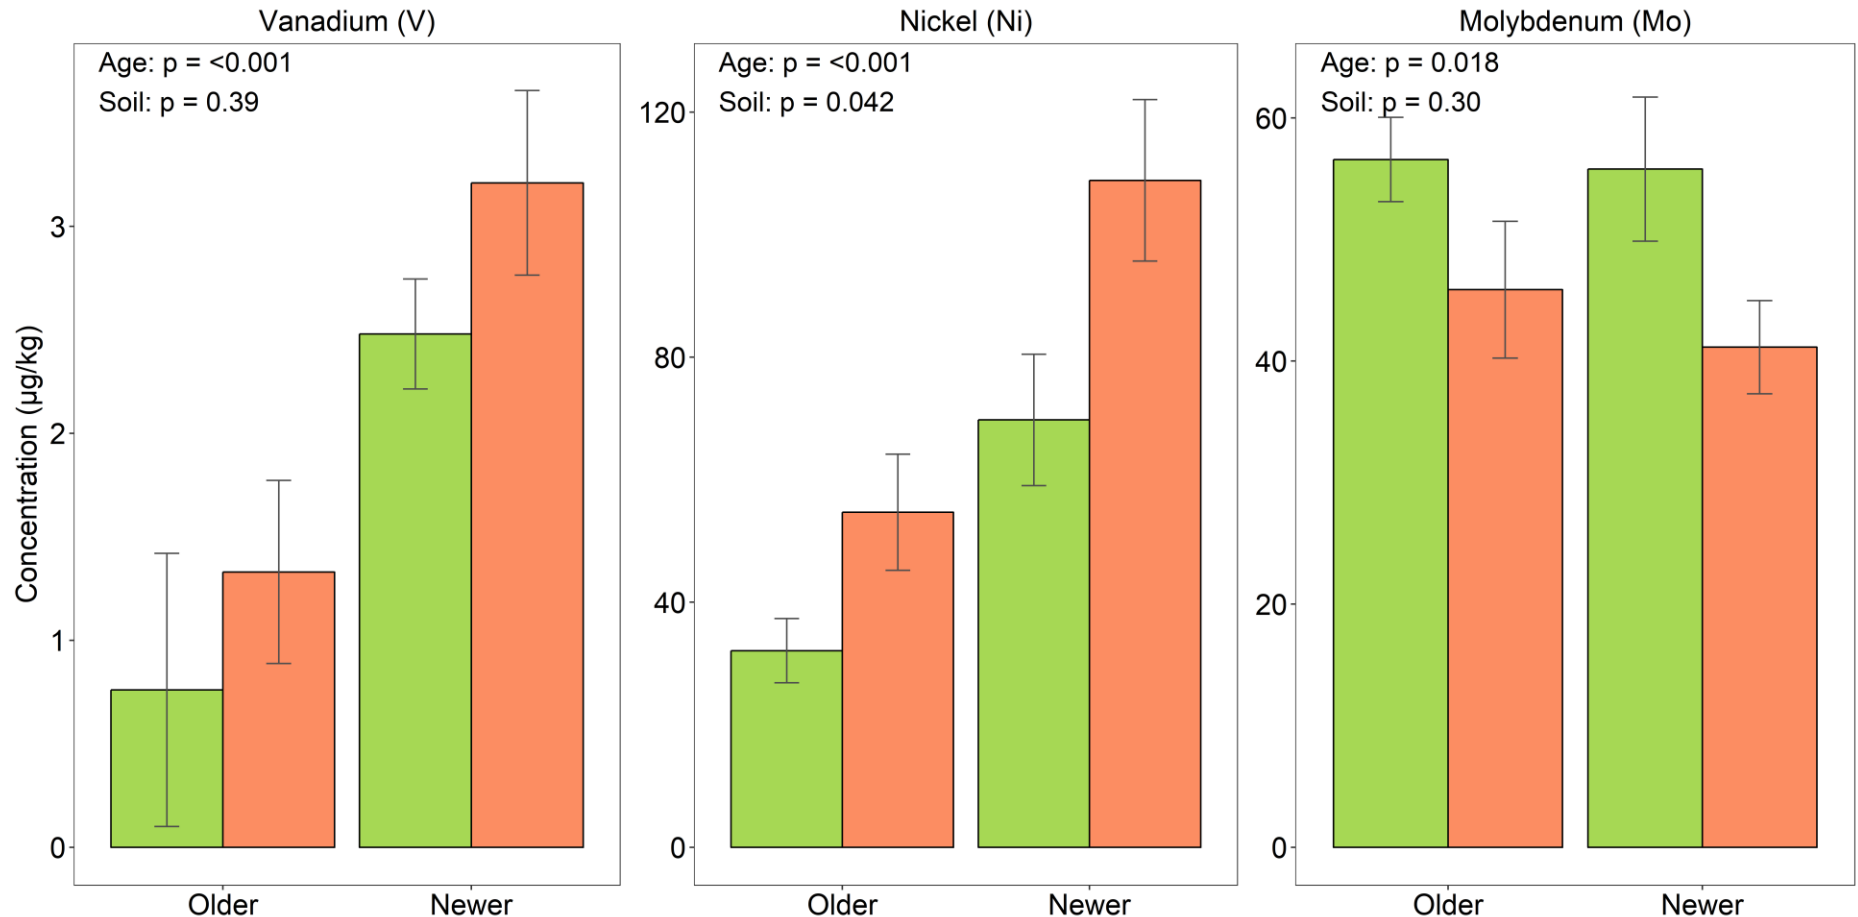 Vanadium (V)
Age: p = <0.001
Soil: p = 0.39
Concentration (µg/kg)
3
2
1
0
Older
Newer
Nickel (Ni)
Age: p = <0.001
Soil: p = 0.042
120
80
40
0
Older
Newer
Molybdenum (Mo)
Age: p = 0.018
Soil: p = 0.30
60
40
20
0
Older
Newer